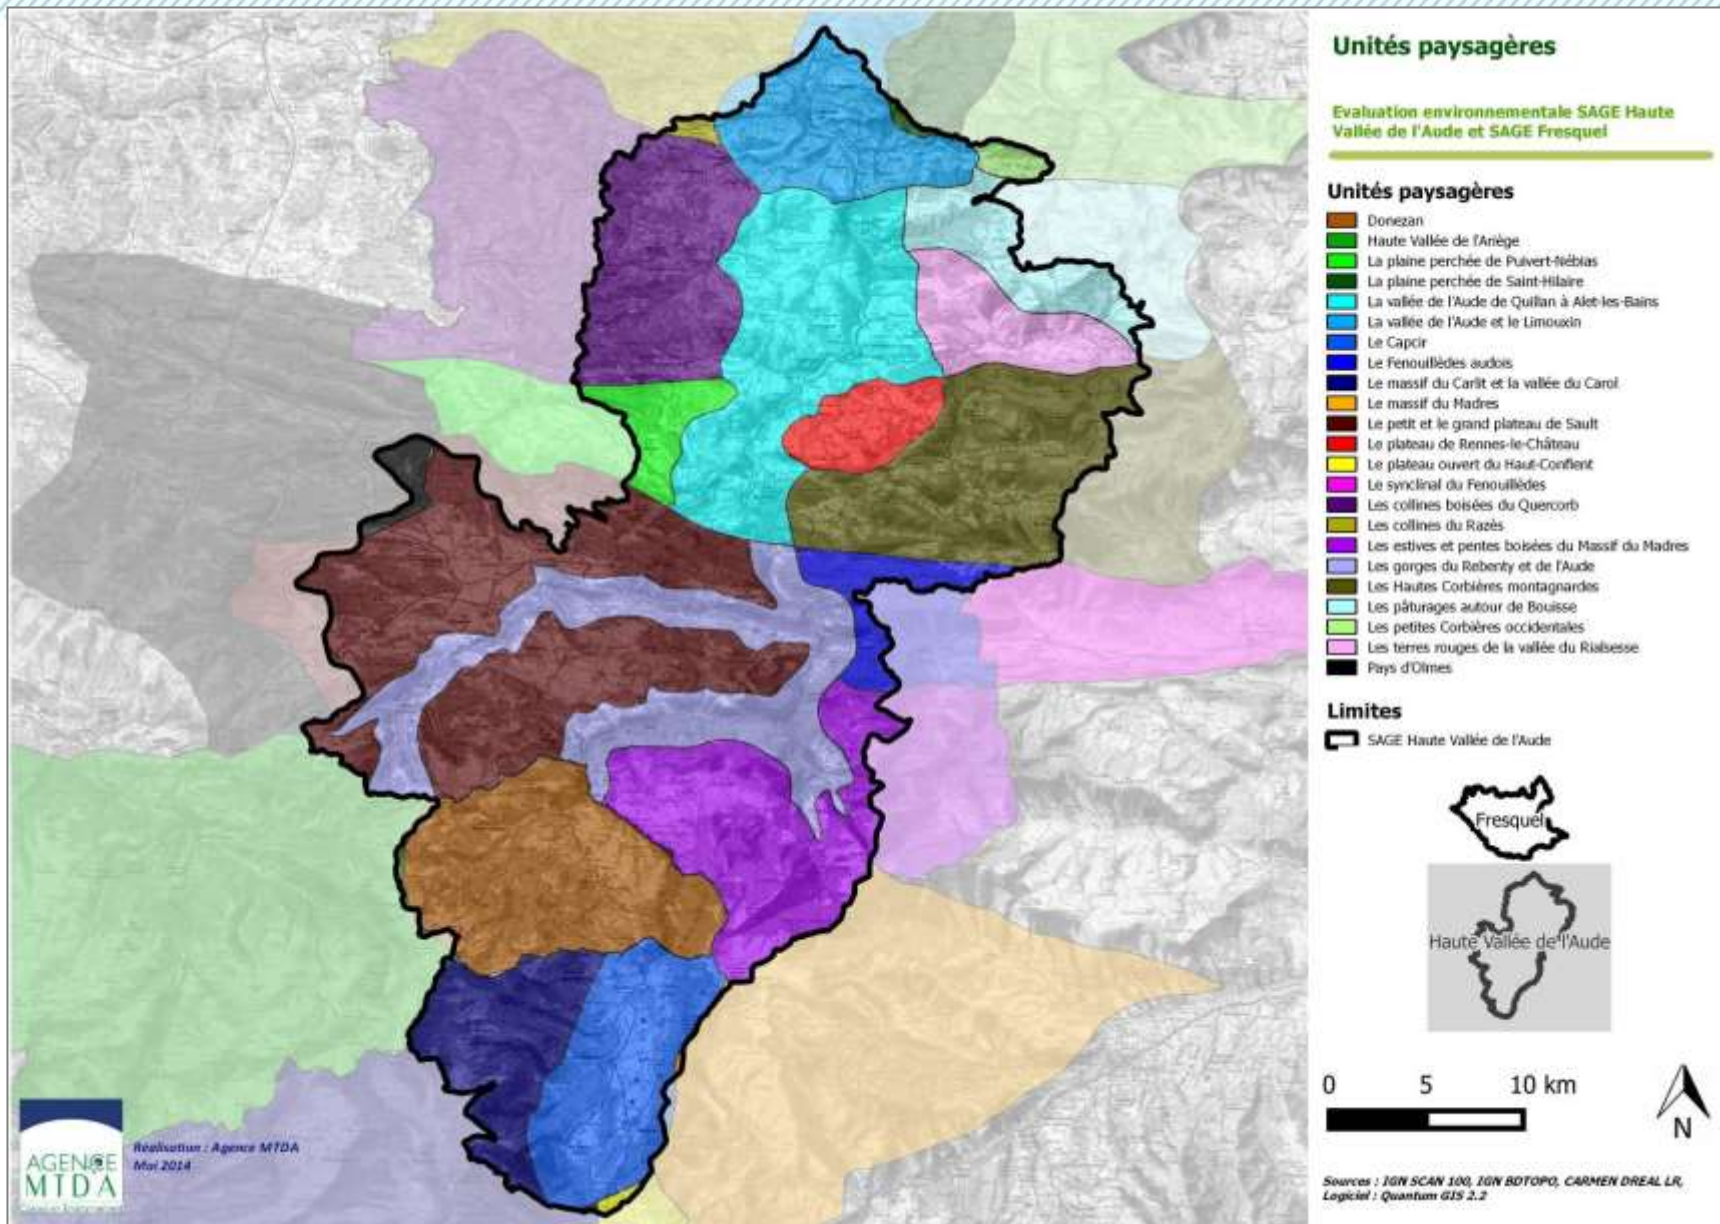 Unités paysagères
Evaluation environnementale SAGE Haute
Vallée de l'Aude et SAGE Fresquel
Unités paysagères
Donezan
Haute Vallée de l'Ariège
La plaine perchée de Puivert-Nébias
La plaine perchée de Saint-Hilaire
La vallée de l'Aude de Quillan à Alet-les-Bains
La vallée de l'Aude et le Limouxin
Le Capcir
Le Fenouillèdes audois
Le massif du Carlit et la vallée du Carol
Le massif du Madres
Le petit et le grand plateau de Sault
Le plateau de Rennes-le-Château
Le plateau ouvert du Haut-Conflent
Le synclinal du Fenouillèdes
Les collines boisées du Quercorb
Les collines du Razès
Les estives et pentes boisées du Massif du Madres
Les gorges du Rebenty et de l'Aude
Les Hautes Corbières montagnardes
Les pâturages autour de Bouisse
Les petites Corbières occidentales
Les terres rouges de la vallée du Rialsesse
Pays d'Olmes
Limites
SAGE Haute Vallée de l'Aude
Fresquel
Haute Vallée de l'Aude
0 5 10 km
N
Sources : IGN SCAN 100, IGN BDTOPO, CARMEN DREAL LR,
Logiciel : Quantum GIS 2.2
Réalisation : Agence MTDA
Mai 2014
AGENCE
MTDA